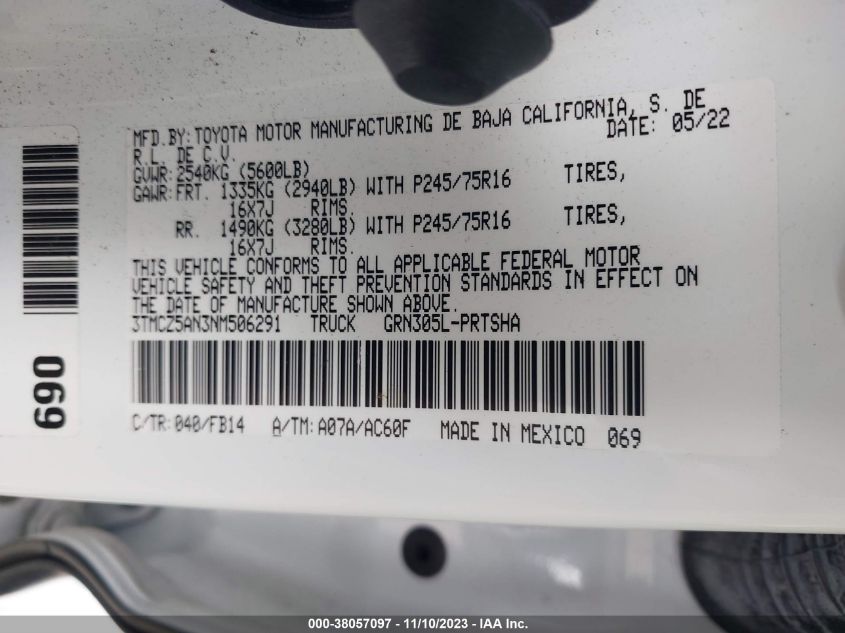 MFD.BY:TOYOTA MOTOR MANUFACTURING DE BAJA CALIFORNIA, S. DE
R.L. DE C.V. DATE: 05/22
GVWR:2540KG (5600LB)
GAWR:FRT. 1335KG (2940LB) WITH P245/75R16 TIRES,
16X7J RIMS.
RR. 1490KG (3280LB) WITH P245/75R16 TIRES,
16X7J RIMS.
THIS VEHICLE CONFORMS TO ALL APPLICABLE FEDERAL MOTOR
VEHICLE SAFETY AND THEFT PREVENTION STANDARDS IN EFFECT ON
THE DATE OF MANUFACTURE SHOWN ABOVE.
3TMCZ5AN3NM506291 TRUCK GRN305L-PRTSHA
C/TR:040/FB14 A/TM:A07A/AC60F MADE IN MEXICO 069
069
000-38057097 - 11/10/2023 - IAA Inc.